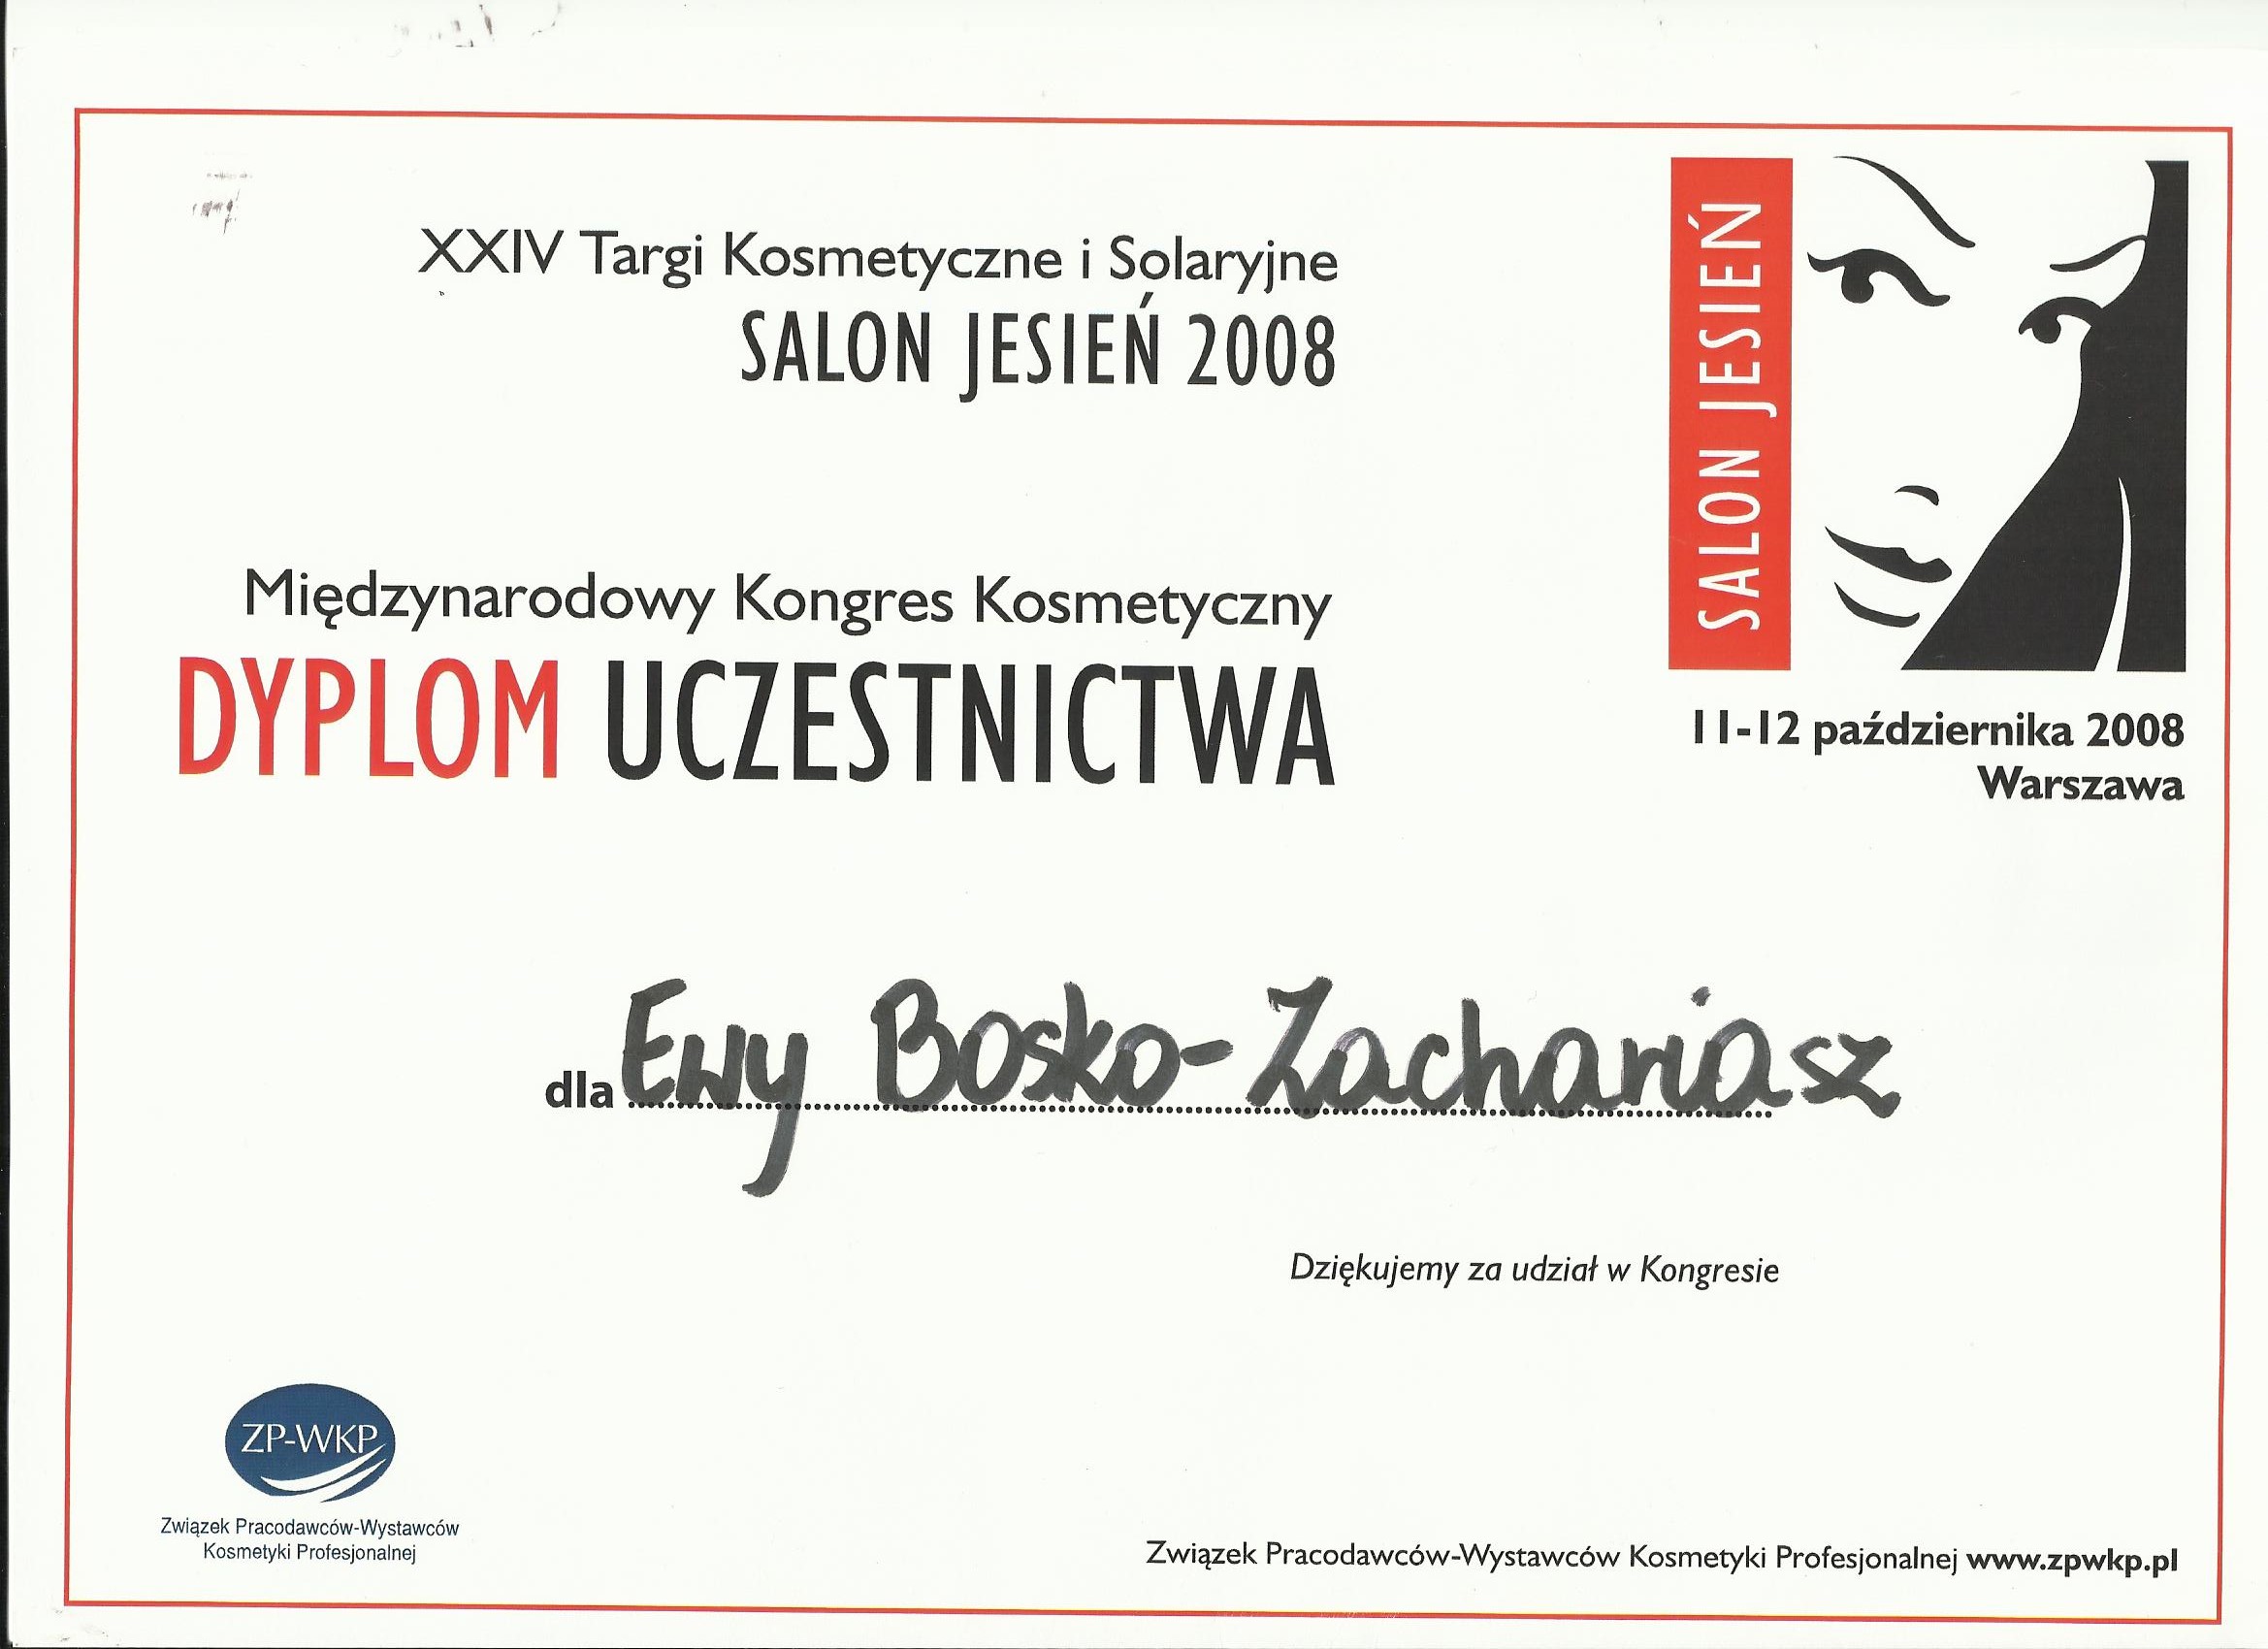 XXIV Targi Kosmetyczne i Solaryjne
SALON JESIEŃ 2008
SALON JESIEŃ
11-12 października 2008
Warszawa
Międzynarodowy Kongres Kosmetyczny
DYPLOM UCZESTNICTWA
dla Ewy Bosko-Zachariasz
Dziękujemy za udział w Kongresie
ZP-WKP
Związek Pracodawców-Wystawców
Kosmetyki Profesjonalnej
Związek Pracodawców-Wystawców Kosmetyki Profesjonalnej www.zpwkp.pl